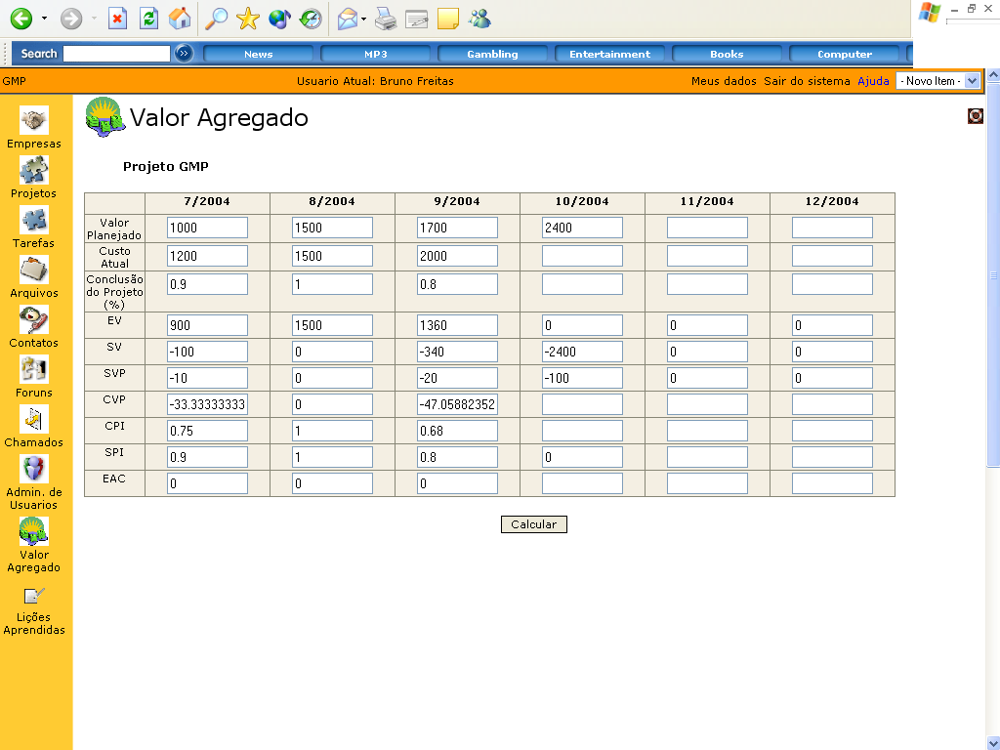 Search
News MP3 Gambling Entertainment Books Computer
GMP Usuario Atual: Bruno Freitas Meus dados Sair do sistema Ajuda - Novo Item -
Empresas
Projetos
Tarefas
Arquivos
Contatos
Foruns
Chamados
Admin. de
Usuarios
Valor
Agregado
Lições
Aprendidas
Valor Agregado
Projeto GMP
7/2004 8/2004 9/2004 10/2004 11/2004 12/2004
Valor
Planejado
1000 1500 1700 2400
Custo
Atual
1200 1500 2000
Conclusão
do Projeto
(%)
0.9 1 0.8
EV 900 1500 1360 0 0 0
SV -100 0 -340 -2400 0 0
SVP -10 0 -20 -100 0 0
CVP -33.33333333 0 -47.05882352
CPI 0.75 1 0.68
SPI 0.9 1 0.8 0
EAC 0 0 0
Calcular